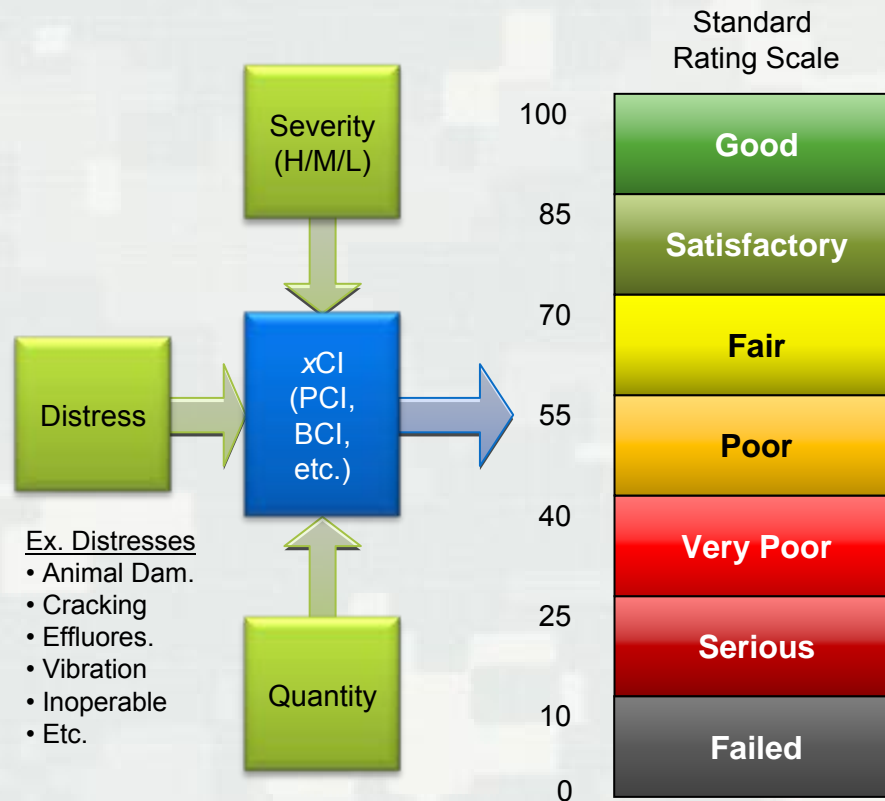 Standard
Rating Scale
Severity
(H/M/L)
Distress
xCI
(PCI,
BCI,
etc.)
Quantity
Ex. Distresses
• Animal Dam.
• Cracking
• Effluores.
• Vibration
• Inoperable
• Etc.
100
Good
85
Satisfactory
70
Fair
55
Poor
40
Very Poor
25
Serious
10
Failed
0